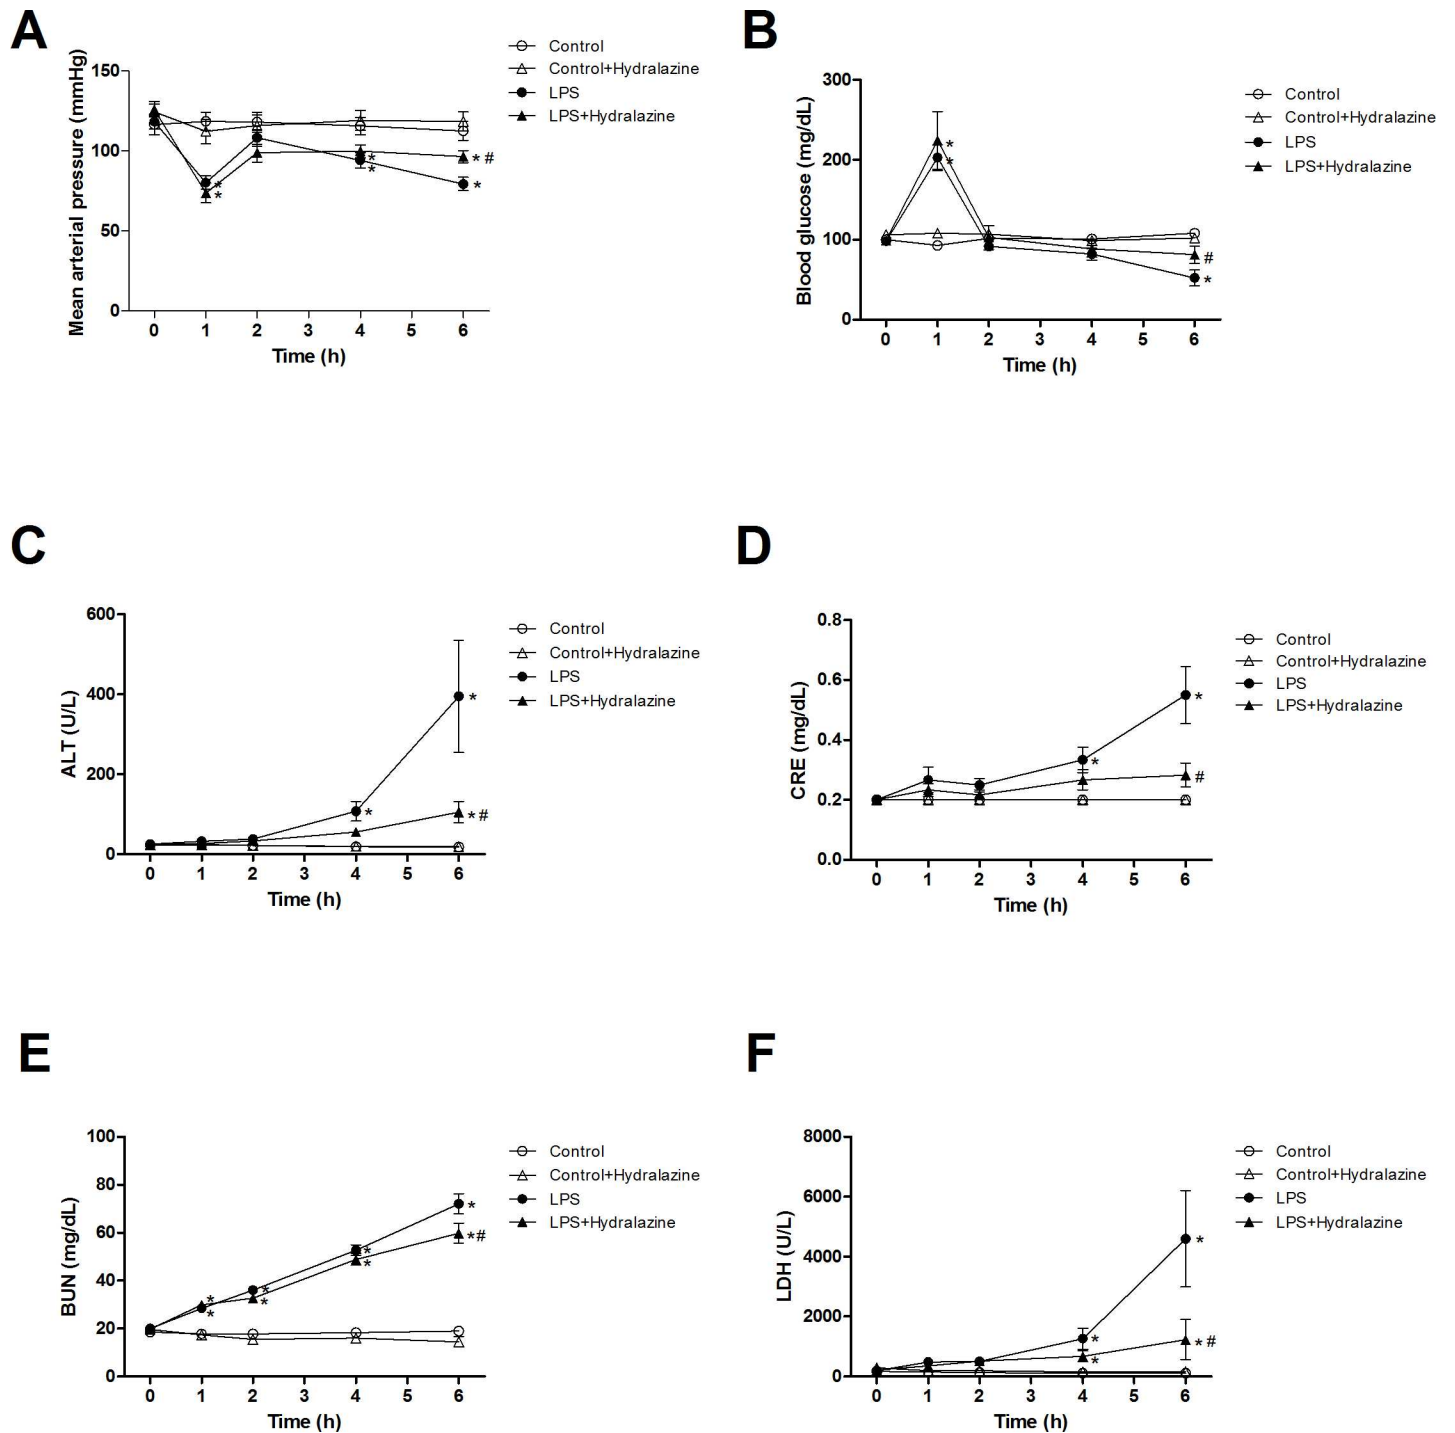 A
Mean arterial pressure (mmHg)
150
100
50
0
0 1 2 3 4 5 6
Time (h)
Control
Control+Hydralazine
LPS
LPS+Hydralazine
*
*
*
*
* #
*
B
Blood glucose (mg/dL)
300
200
100
0
0 1 2 3 4 5 6
Time (h)
Control
Control+Hydralazine
LPS
LPS+Hydralazine
*
*
#
*
C
ALT (U/L)
600
400
200
0
0 1 2 3 4 5 6
Time (h)
Control
Control+Hydralazine
LPS
LPS+Hydralazine
*
*
* #
D
CRE (mg/dL)
0.8
0.6
0.4
0.2
0.0
0 1 2 3 4 5 6
Time (h)
Control
Control+Hydralazine
LPS
LPS+Hydralazine
*
*
#
E
BUN (mg/dL)
100
80
60
40
20
0
0 1 2 3 4 5 6
Time (h)
Control
Control+Hydralazine
LPS
LPS+Hydralazine
*
*
*
*
*
*
*
*#
F
LDH (U/L)
8000
6000
4000
2000
0
0 1 2 3 4 5 6
Time (h)
Control
Control+Hydralazine
LPS
LPS+Hydralazine
*
*
*
* #